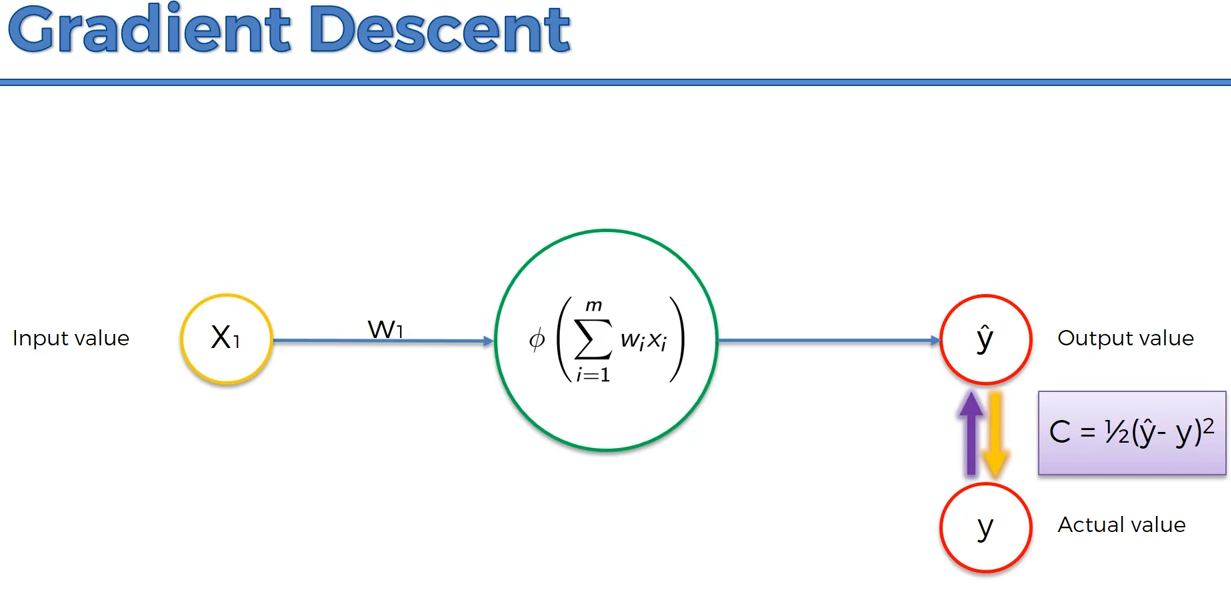 Gradient Descent
Input value
X₁
W₁
ϕ(∑ᵢ₌₁ᵐ wᵢxᵢ)
ŷ
Output value
C = ½(ŷ- y)²
y
Actual value